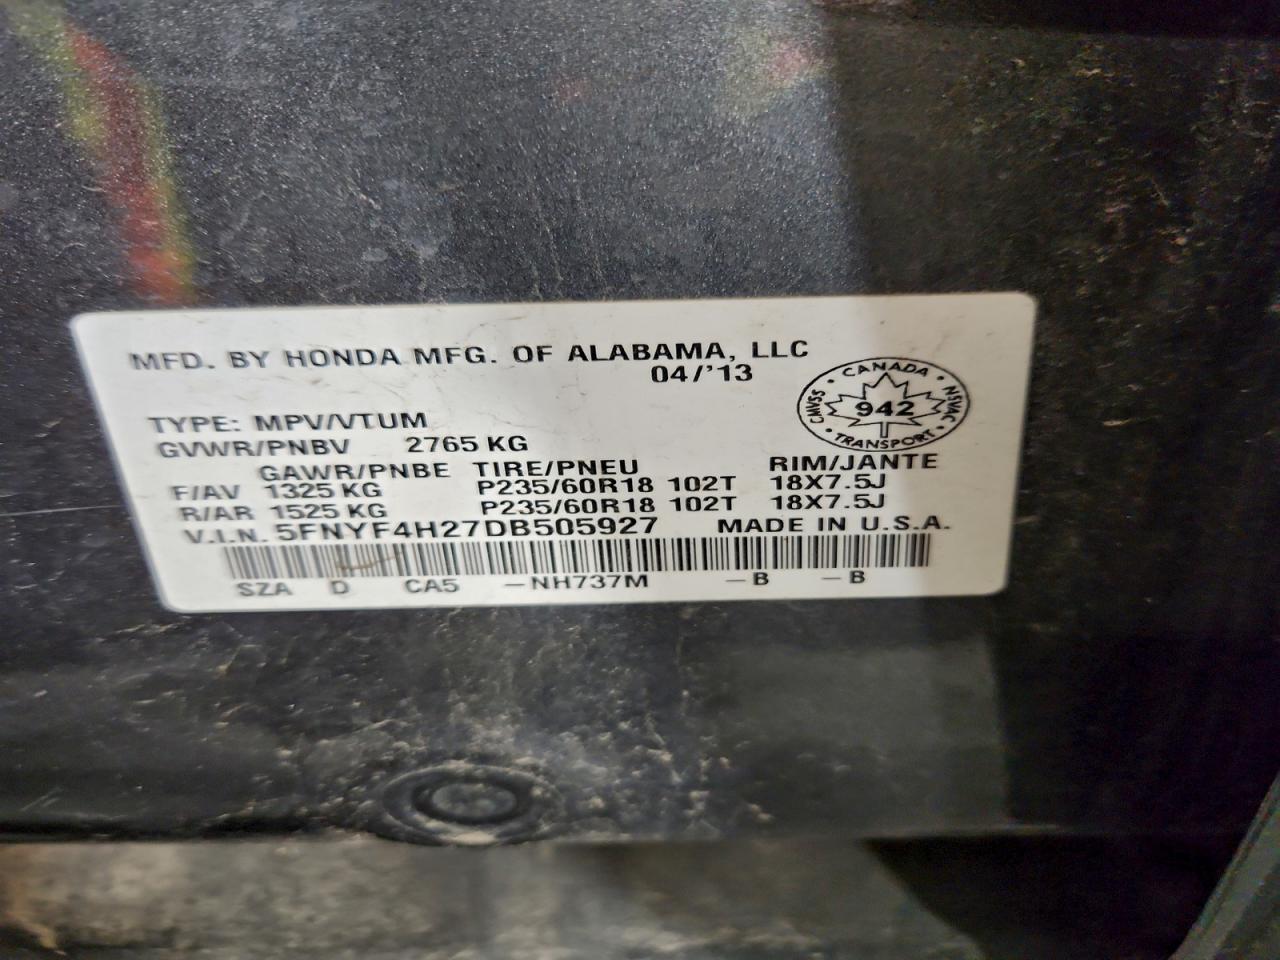 MFD. BY HONDA MFG. OF ALABAMA, LLC
04/'13
CANADA
CMVSS 942 NSVAC
TRANSPORT
TYPE: MPV/VTUM
GVWR/PNBV 2765 KG
GAWR/PNBE TIRE/PNEU RIM/JANTE
F/AV 1325 KG P235/60R18 102T 18X7.5J
R/AR 1525 KG P235/60R18 102T 18X7.5J
V.I.N. 5FNYF4H27DB505927 MADE IN U.S.A.
SZA D CA5 -NH737M -B -B